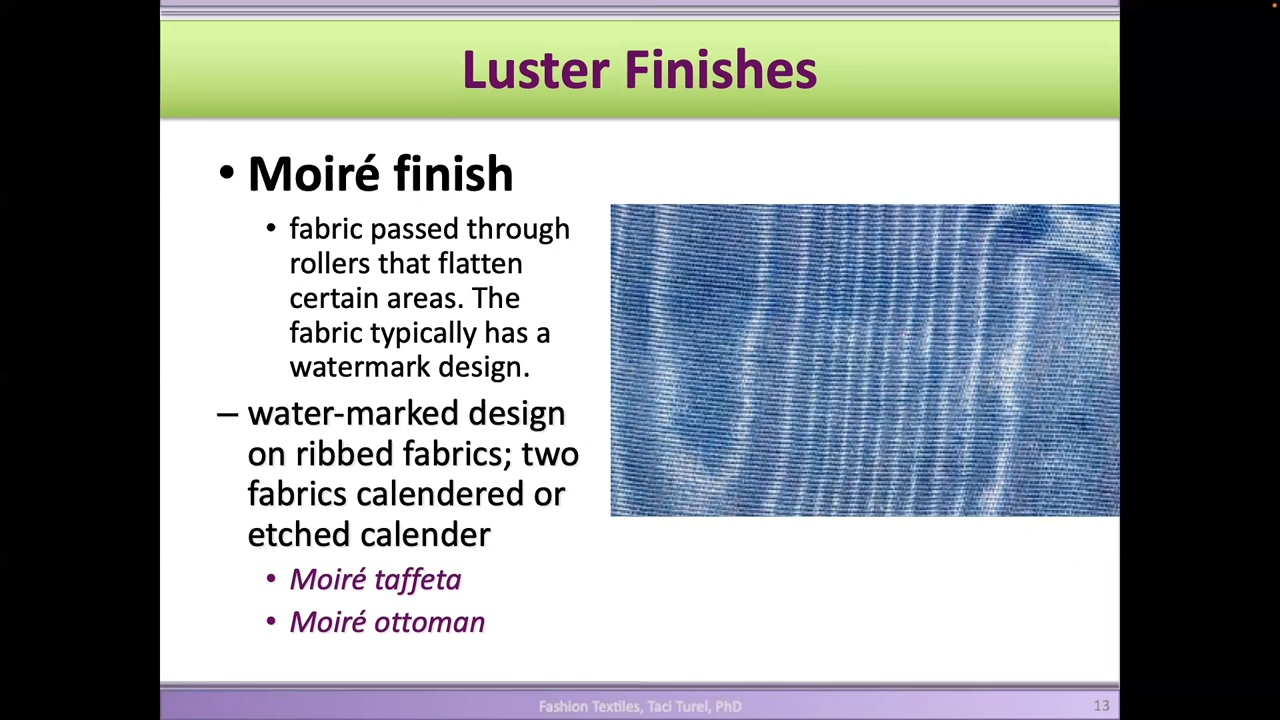 Luster Finishes
• Moiré finish
• fabric passed through
rollers that flatten
certain areas. The
fabric typically has a
watermark design.
– water-marked design
on ribbed fabrics; two
fabrics calendered or
etched calender
• Moiré taffeta
• Moiré ottoman
Fashion Textiles, Taci Turel, PhD
13